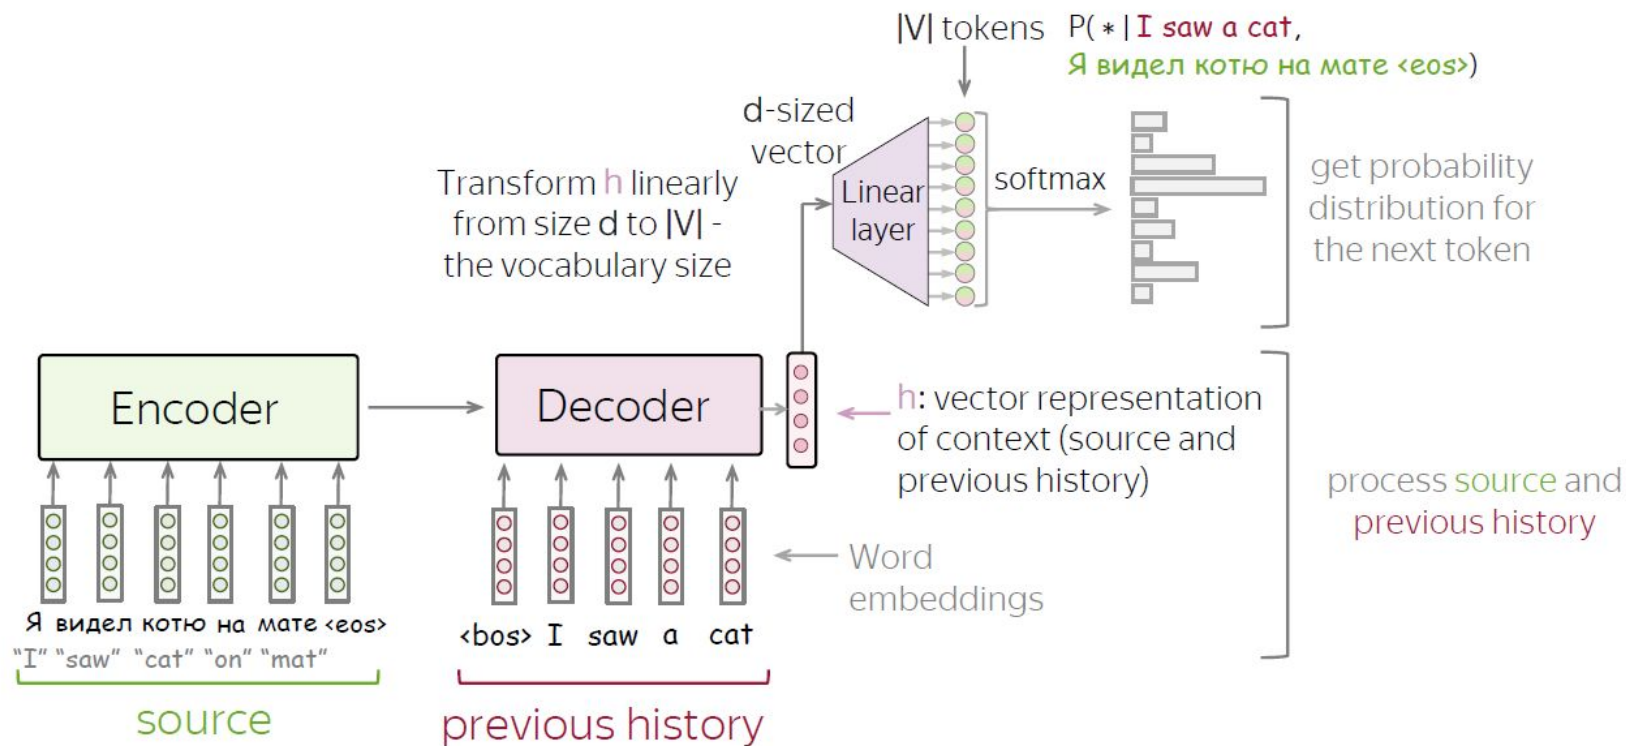 |V| tokens P( * | I saw a cat,
Я видел котю на мате <eos>)
d-sized
vector
Transform h linearly
from size d to |V| -
the vocabulary size
Linear
layer
softmax
get probability
distribution for
the next token
Encoder
Decoder
h: vector representation
of context (source and
previous history)
process source and
previous history
Word
embeddings
Я видел котю на мате <eos>
"I" "saw" "cat" "on" "mat"
<bos> I saw a cat
source
previous history